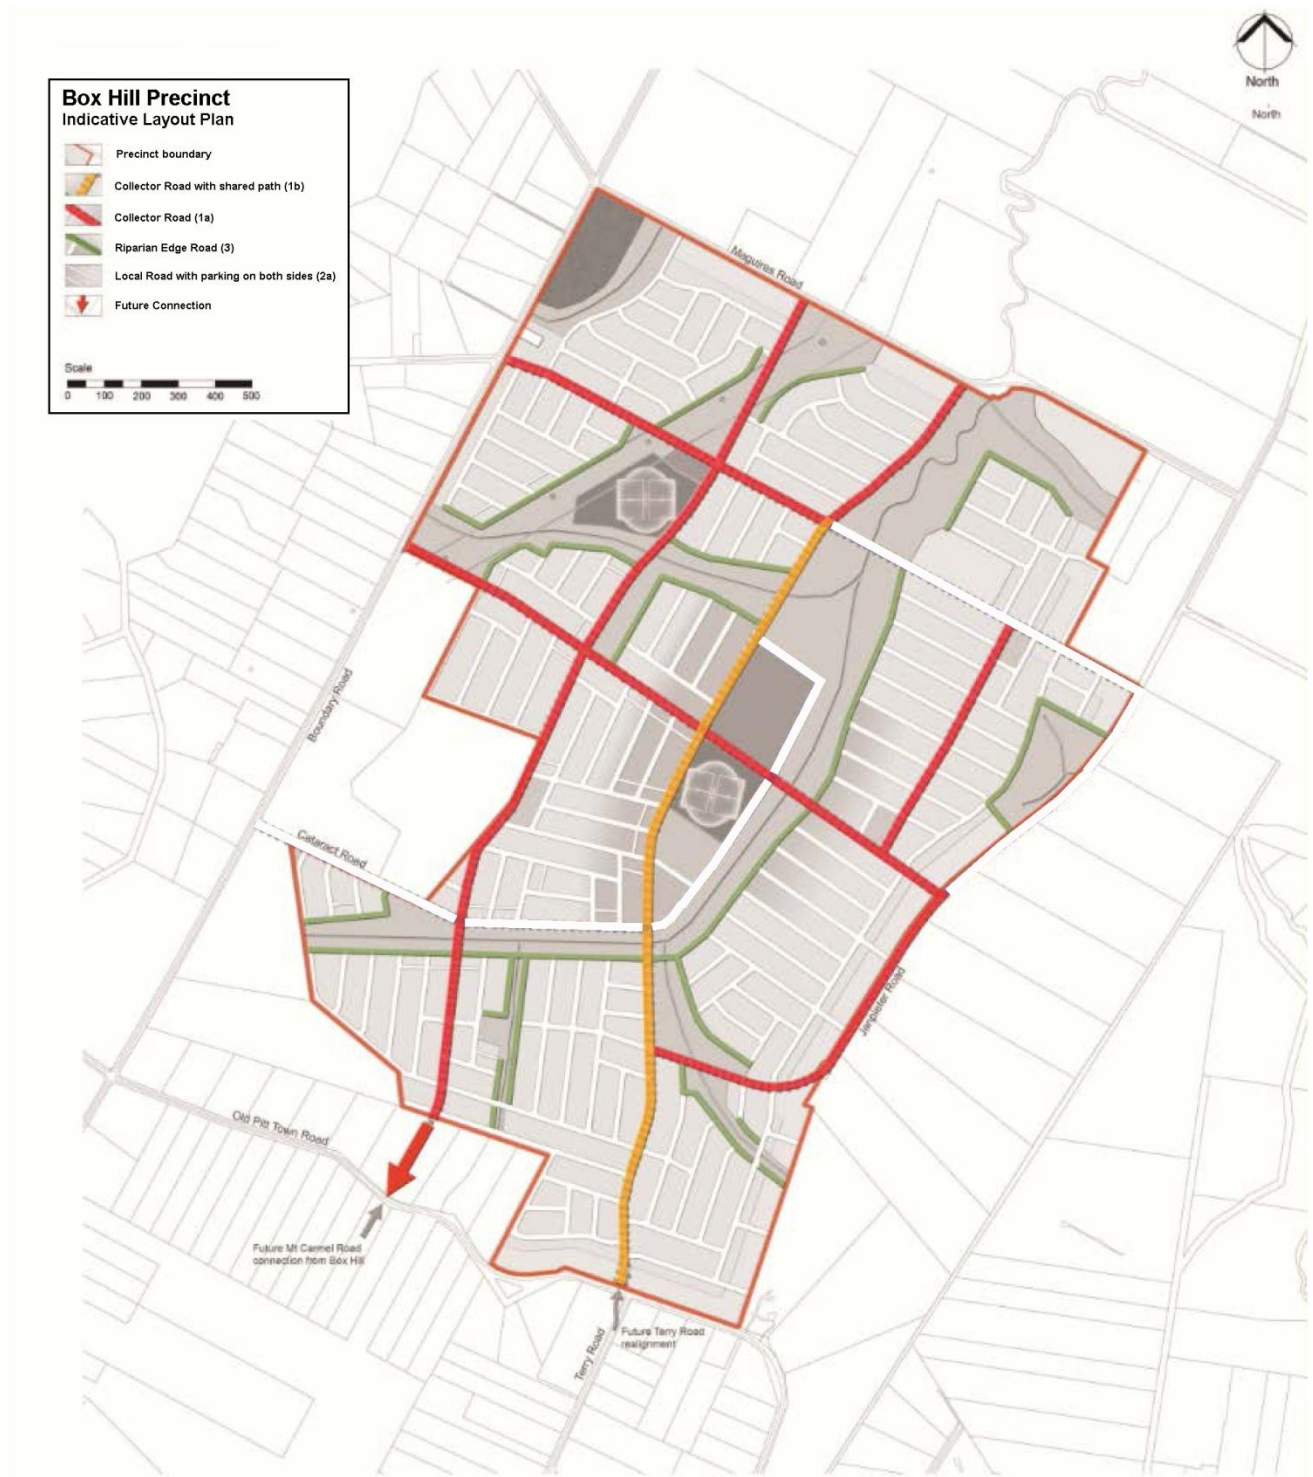 North
North
Box Hill Precinct
Indicative Layout Plan
Precinct boundary
Collector Road with shared path (1b)
Collector Road (1a)
Riparian Edge Road (3)
Local Road with parking on both sides (2a)
Future Connection
Scale
0 100 200 300 400 500
Maguires Road
Boundary Road
Cataract Road
Janpieter Road
Old Pitt Town Road
Future Mt Carmel Road
connection from Box Hill
Future Terry Road
realignment
Terry Road